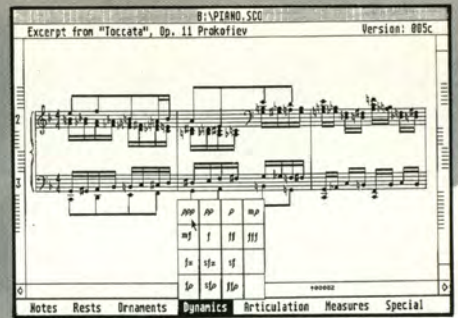 B:\PIANO.SCO
Excerpt from "Toccata", Op. 11 Prokofiev Version: 005c
2
3
ppp pp p mp
mf f ff fff
fz sfz sf
fp sfp ffp
Notes Rests Ornaments Dynamics Articulation Measures Special